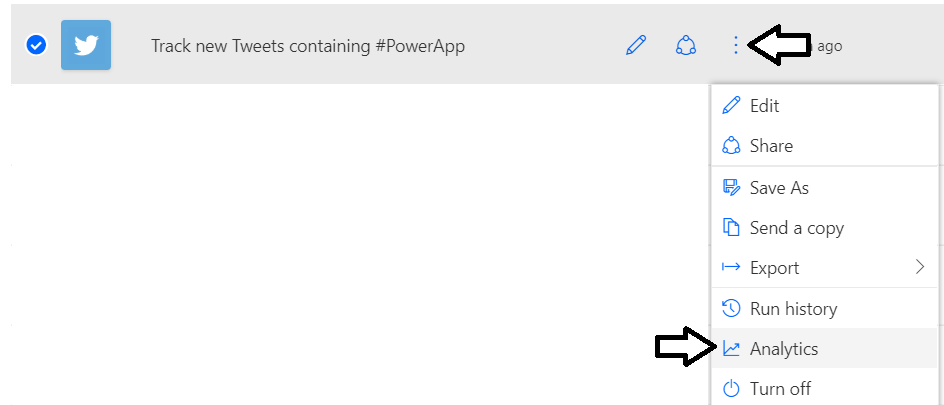 Track new Tweets containing #PowerApp
ago
Edit
Share
Save As
Send a copy
Export
Run history
Analytics
Turn off